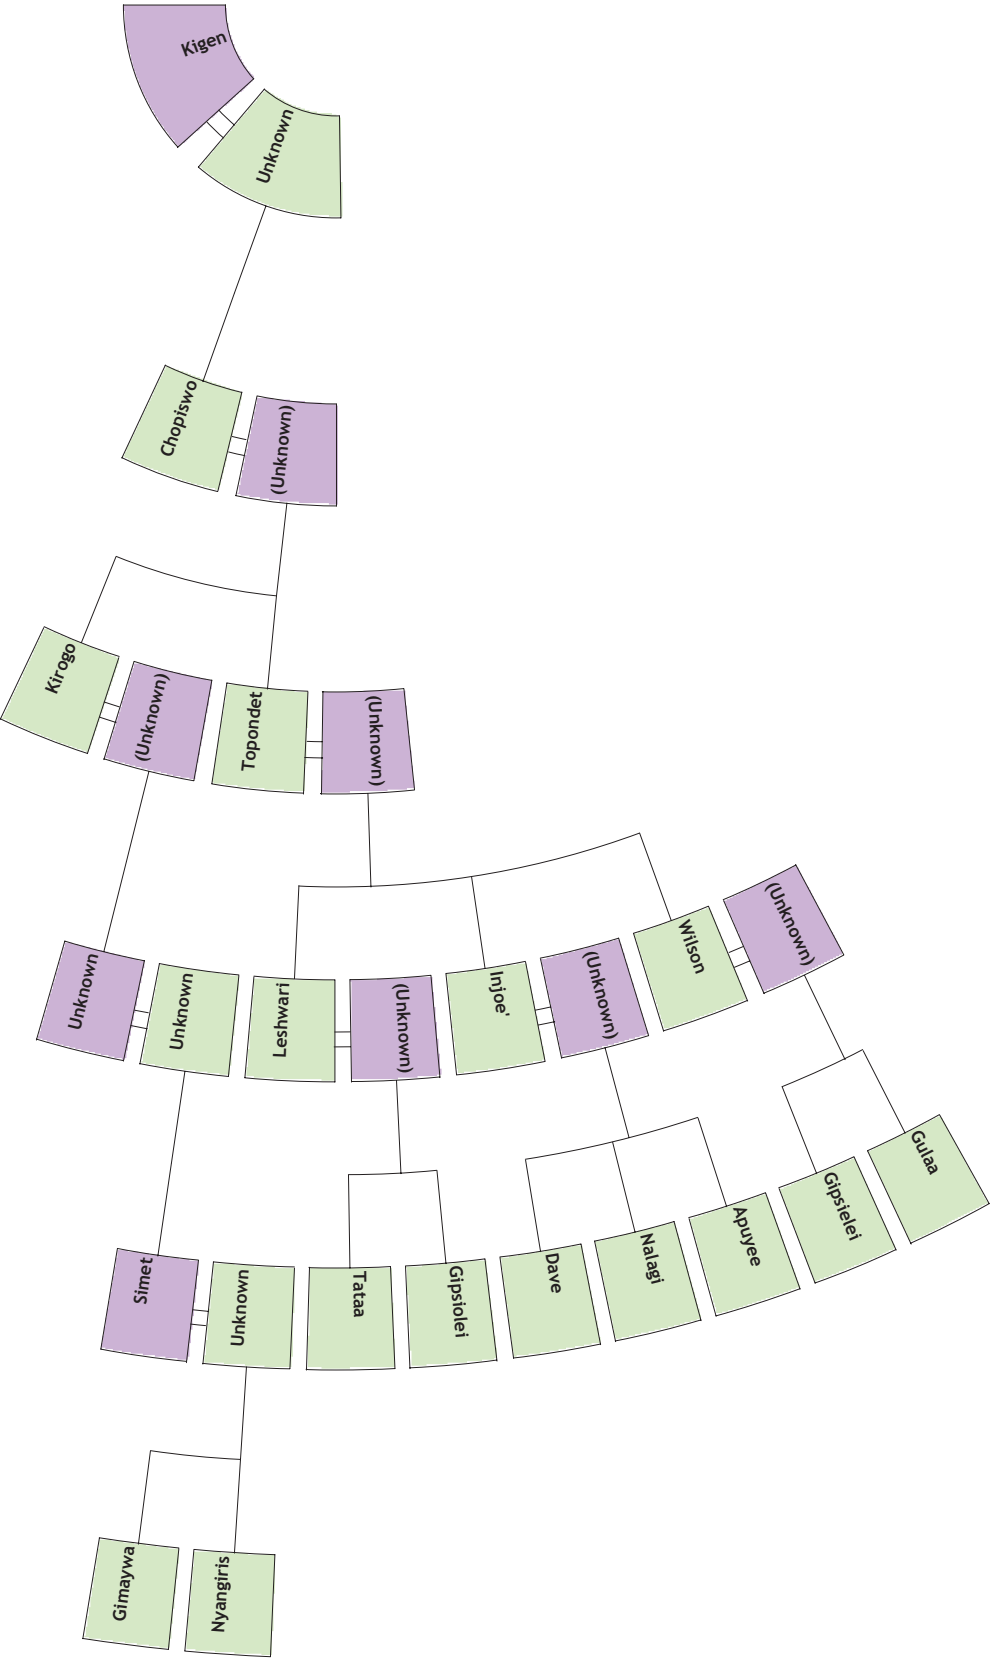 Kigen
Unknown
Chopiswo
(Unknown)
Kirogo
(Unknown)
Topondet
(Unknown)
Unknown
Unknown
Leshwari
(Unknown)
Injoe'
(Unknown)
Wilson
(Unknown)
Simet
Unknown
Tataa
Gipsiolei
Dave
Nalagi
Apuyee
Gipsielei
Gulaa
Gimaywa
Nyangiris